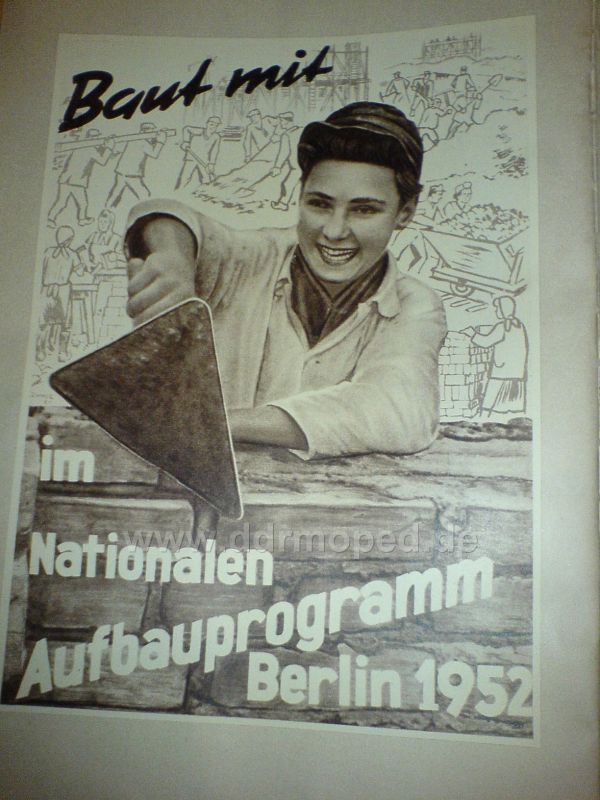 Baut mit
im
www.ddrmoped.de
Nationalen
Aufbauprogramm
Berlin 1952